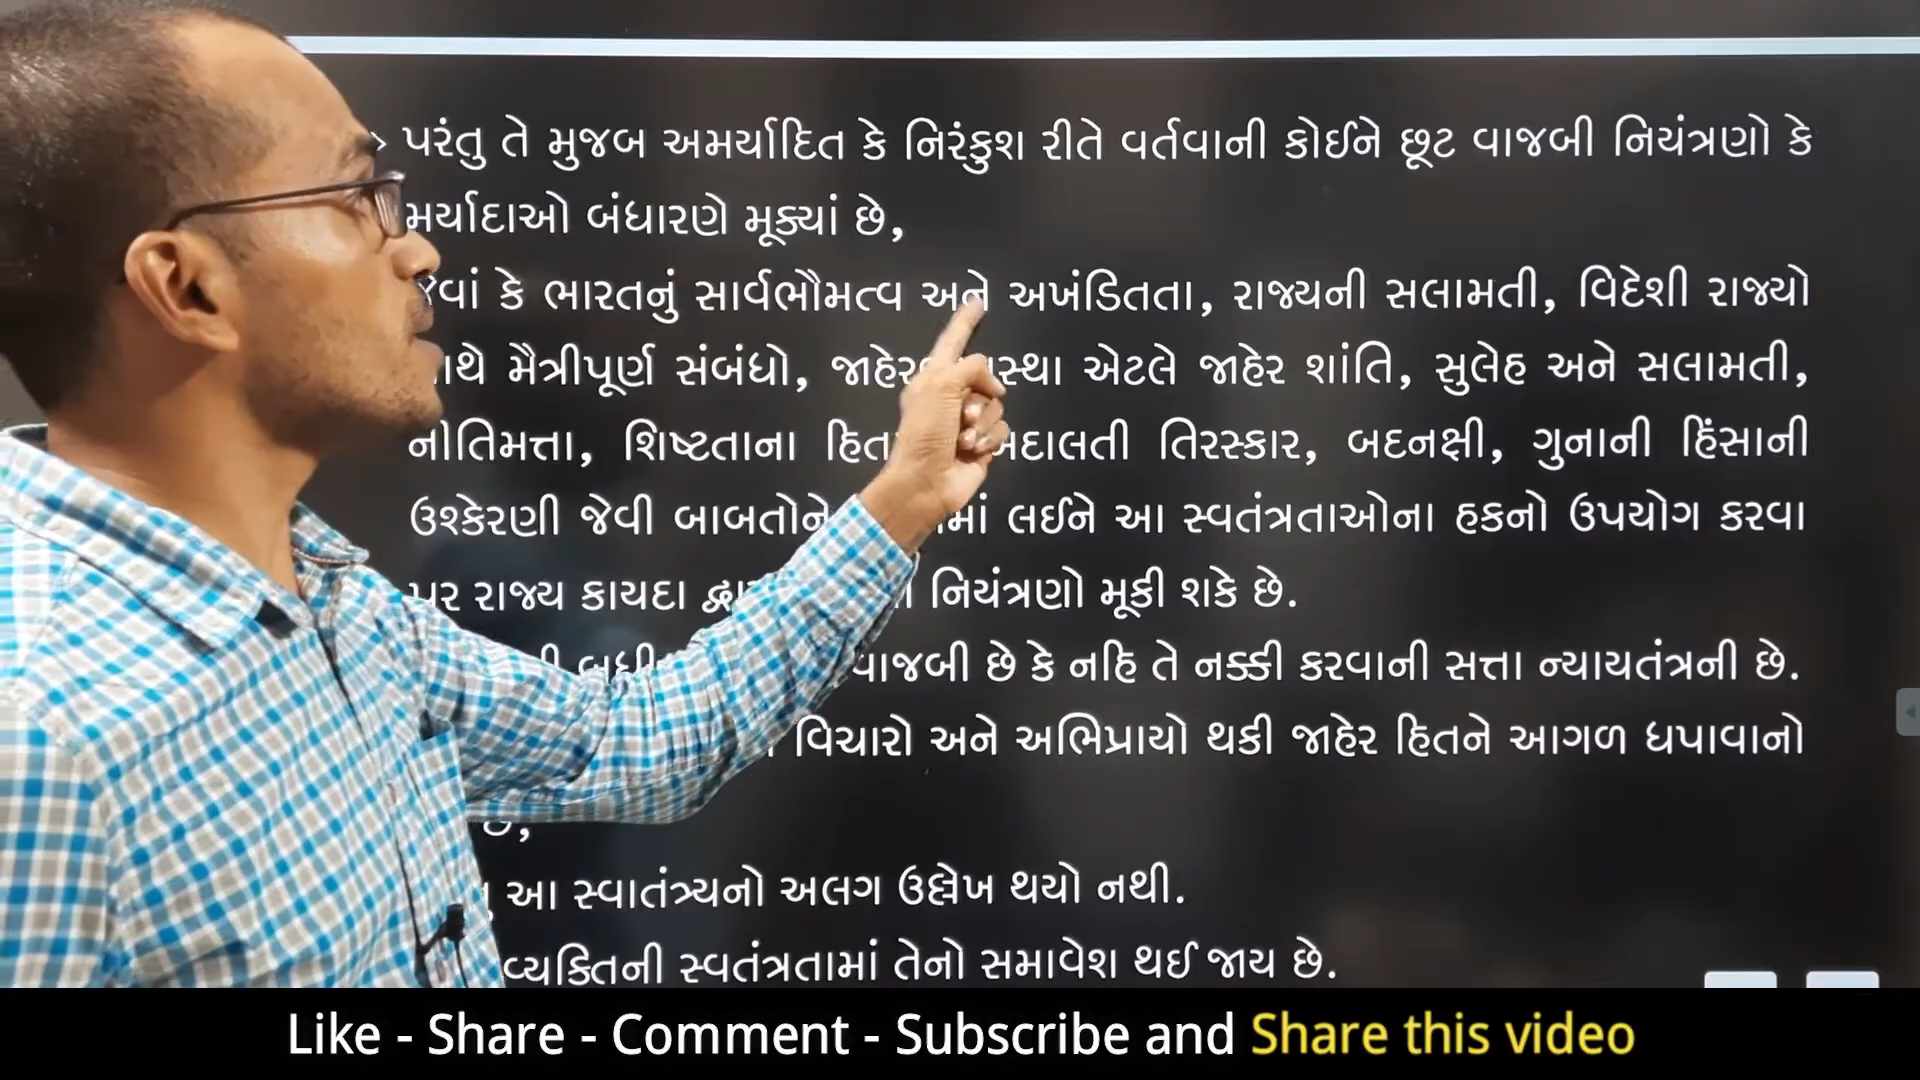 પરંતુ તે મુજબ અમર્યાદિત કે નિરંકુશ રીતે વર્તવાની કોઈને છૂટ વાજબી નિયંત્રણો કે
મર્યાદાઓ બંધારણે મૂક્યાં છે,
કે ભારતનું સાર્વભૌમત્વ અને અખંડિતતા, રાજ્યની સલામતી, વિદેશી રાજ્યો
મૈત્રીપૂર્ણ સંબંધો, એટલે જાહેર શાંતિ, સુલેહ અને સલામતી,
નીતિમત્તા, શિષ્ટતાના તિરસ્કાર, બદનક્ષી, ગુનાની હિંસાની
ઉશ્કેરણી જેવી બાબતોને લઈને આ સ્વતંત્રતાઓના હકનો ઉપયોગ કરવા
પર રાજ્ય કાયદા નિયંત્રણો મૂકી શકે છે.
વાજબી છે કે નહિ તે નક્કી કરવાની સત્તા ન્યાયતંત્રની છે.
વિચારો અને અભિપ્રાયો થકી જાહેર હિતને આગળ ધપાવાનો
છે,
આ સ્વાતંત્ર્યનો અલગ ઉલ્લેખ થયો નથી.
વ્યક્તિની સ્વતંત્રતામાં તેનો સમાવેશ થઈ જાય છે.
Like - Share - Comment - Subscribe and Share this video